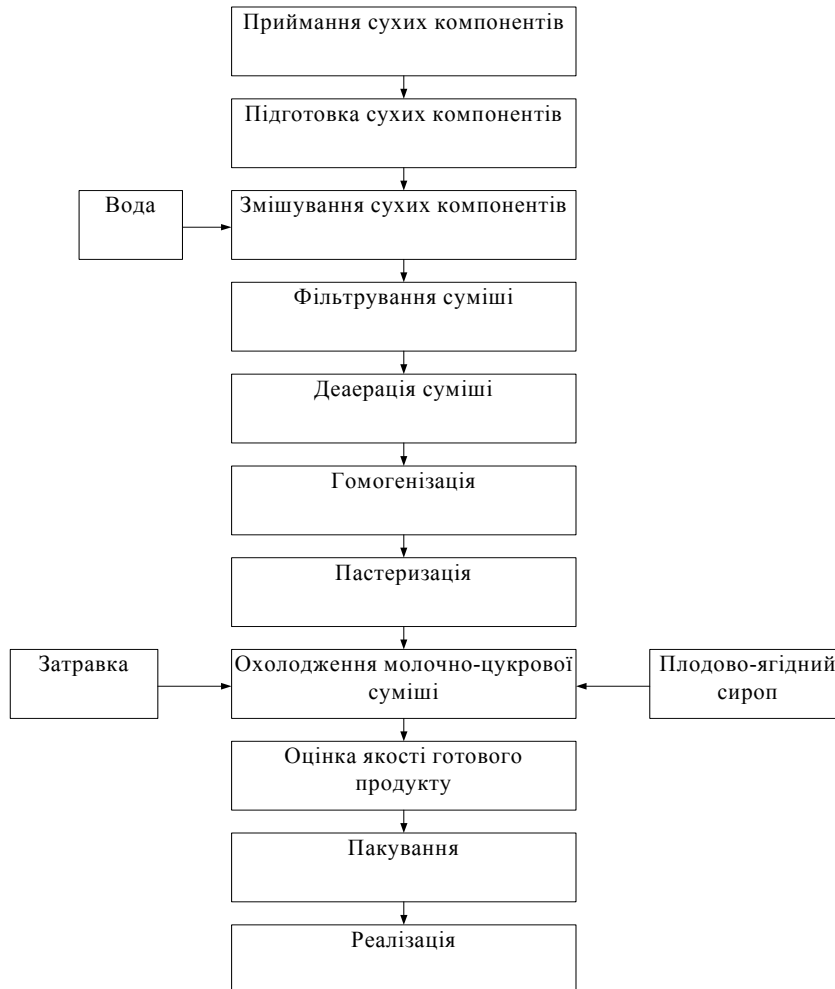 Приймання сухих компонентів
Підготовка сухих компонентів
Вода
Змішування сухих компонентів
Фільтрування суміші
Деаерація суміші
Гомогенізація
Пастеризація
Затравка
Охолодження молочно-цукрової
суміші
Плодово-ягідний
сироп
Оцінка якості готового
продукту
Пакування
Реалізація